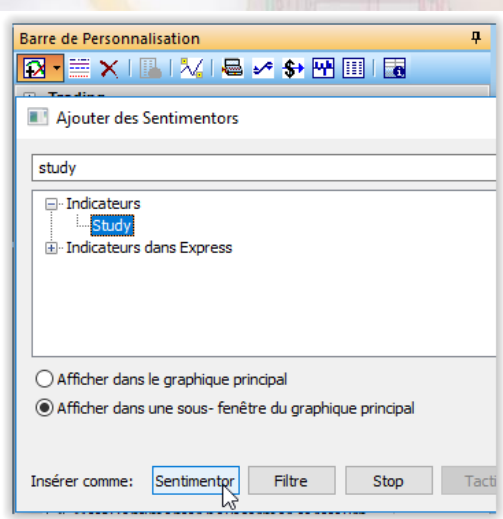 Barre de Personnalisation
Trading
Ajouter des Sentimentors
study
Indicateurs
Study
Indicateurs dans Express
Afficher dans le graphique principal
Afficher dans une sous- fenêtre du graphique principal
Insérer comme: Sentimentor Filtre Stop Tacti